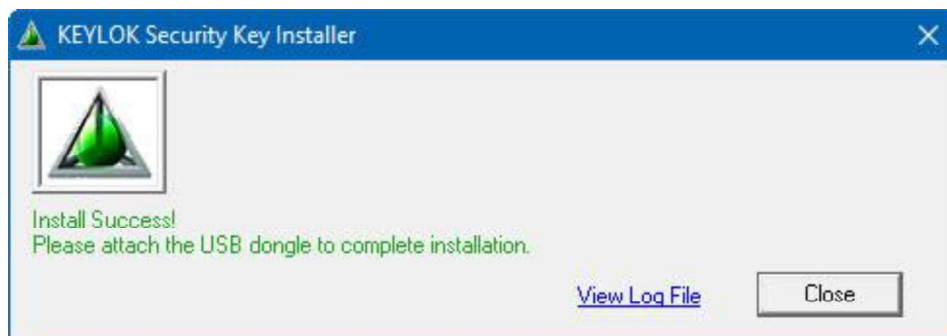 KEYLOK Security Key Installer
Install Success!
Please attach the USB dongle to complete installation.
View Log File
Close